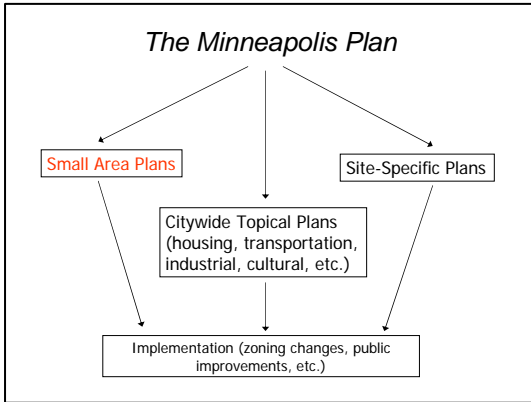 The Minneapolis Plan
Small Area Plans
Site-Specific Plans
Citywide Topical Plans
(housing, transportation,
industrial, cultural, etc.)
Implementation (zoning changes, public
improvements, etc.)